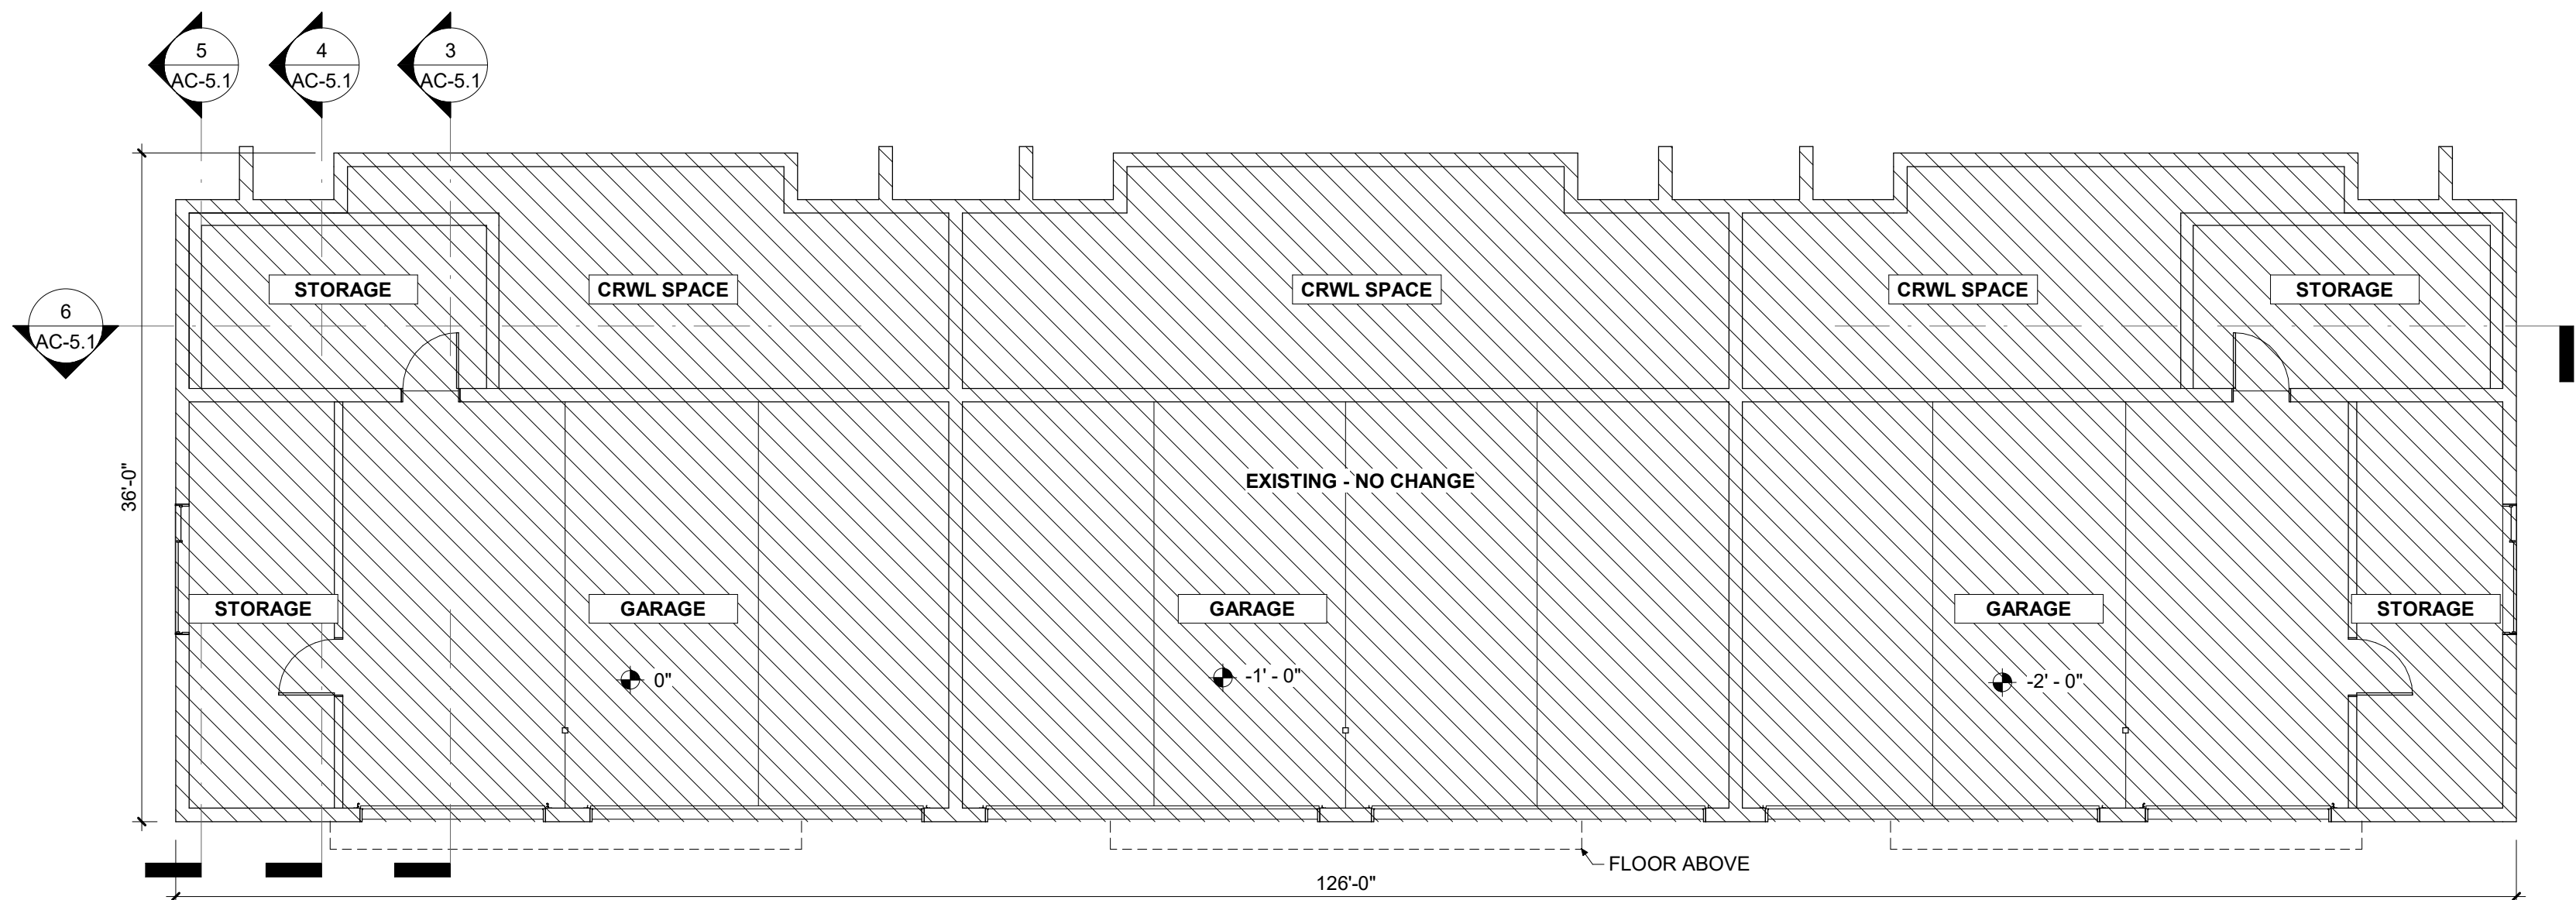 5
AC-5.1
4
AC-5.1
3
AC-5.1
6
AC-5.1
STORAGE
CRWL SPACE
CRWL SPACE
CRWL SPACE
STORAGE
36'-0"
EXISTING - NO CHANGE
STORAGE
GARAGE
GARAGE
GARAGE
STORAGE
0"
-1' - 0"
-2' - 0"
FLOOR ABOVE
126'-0"